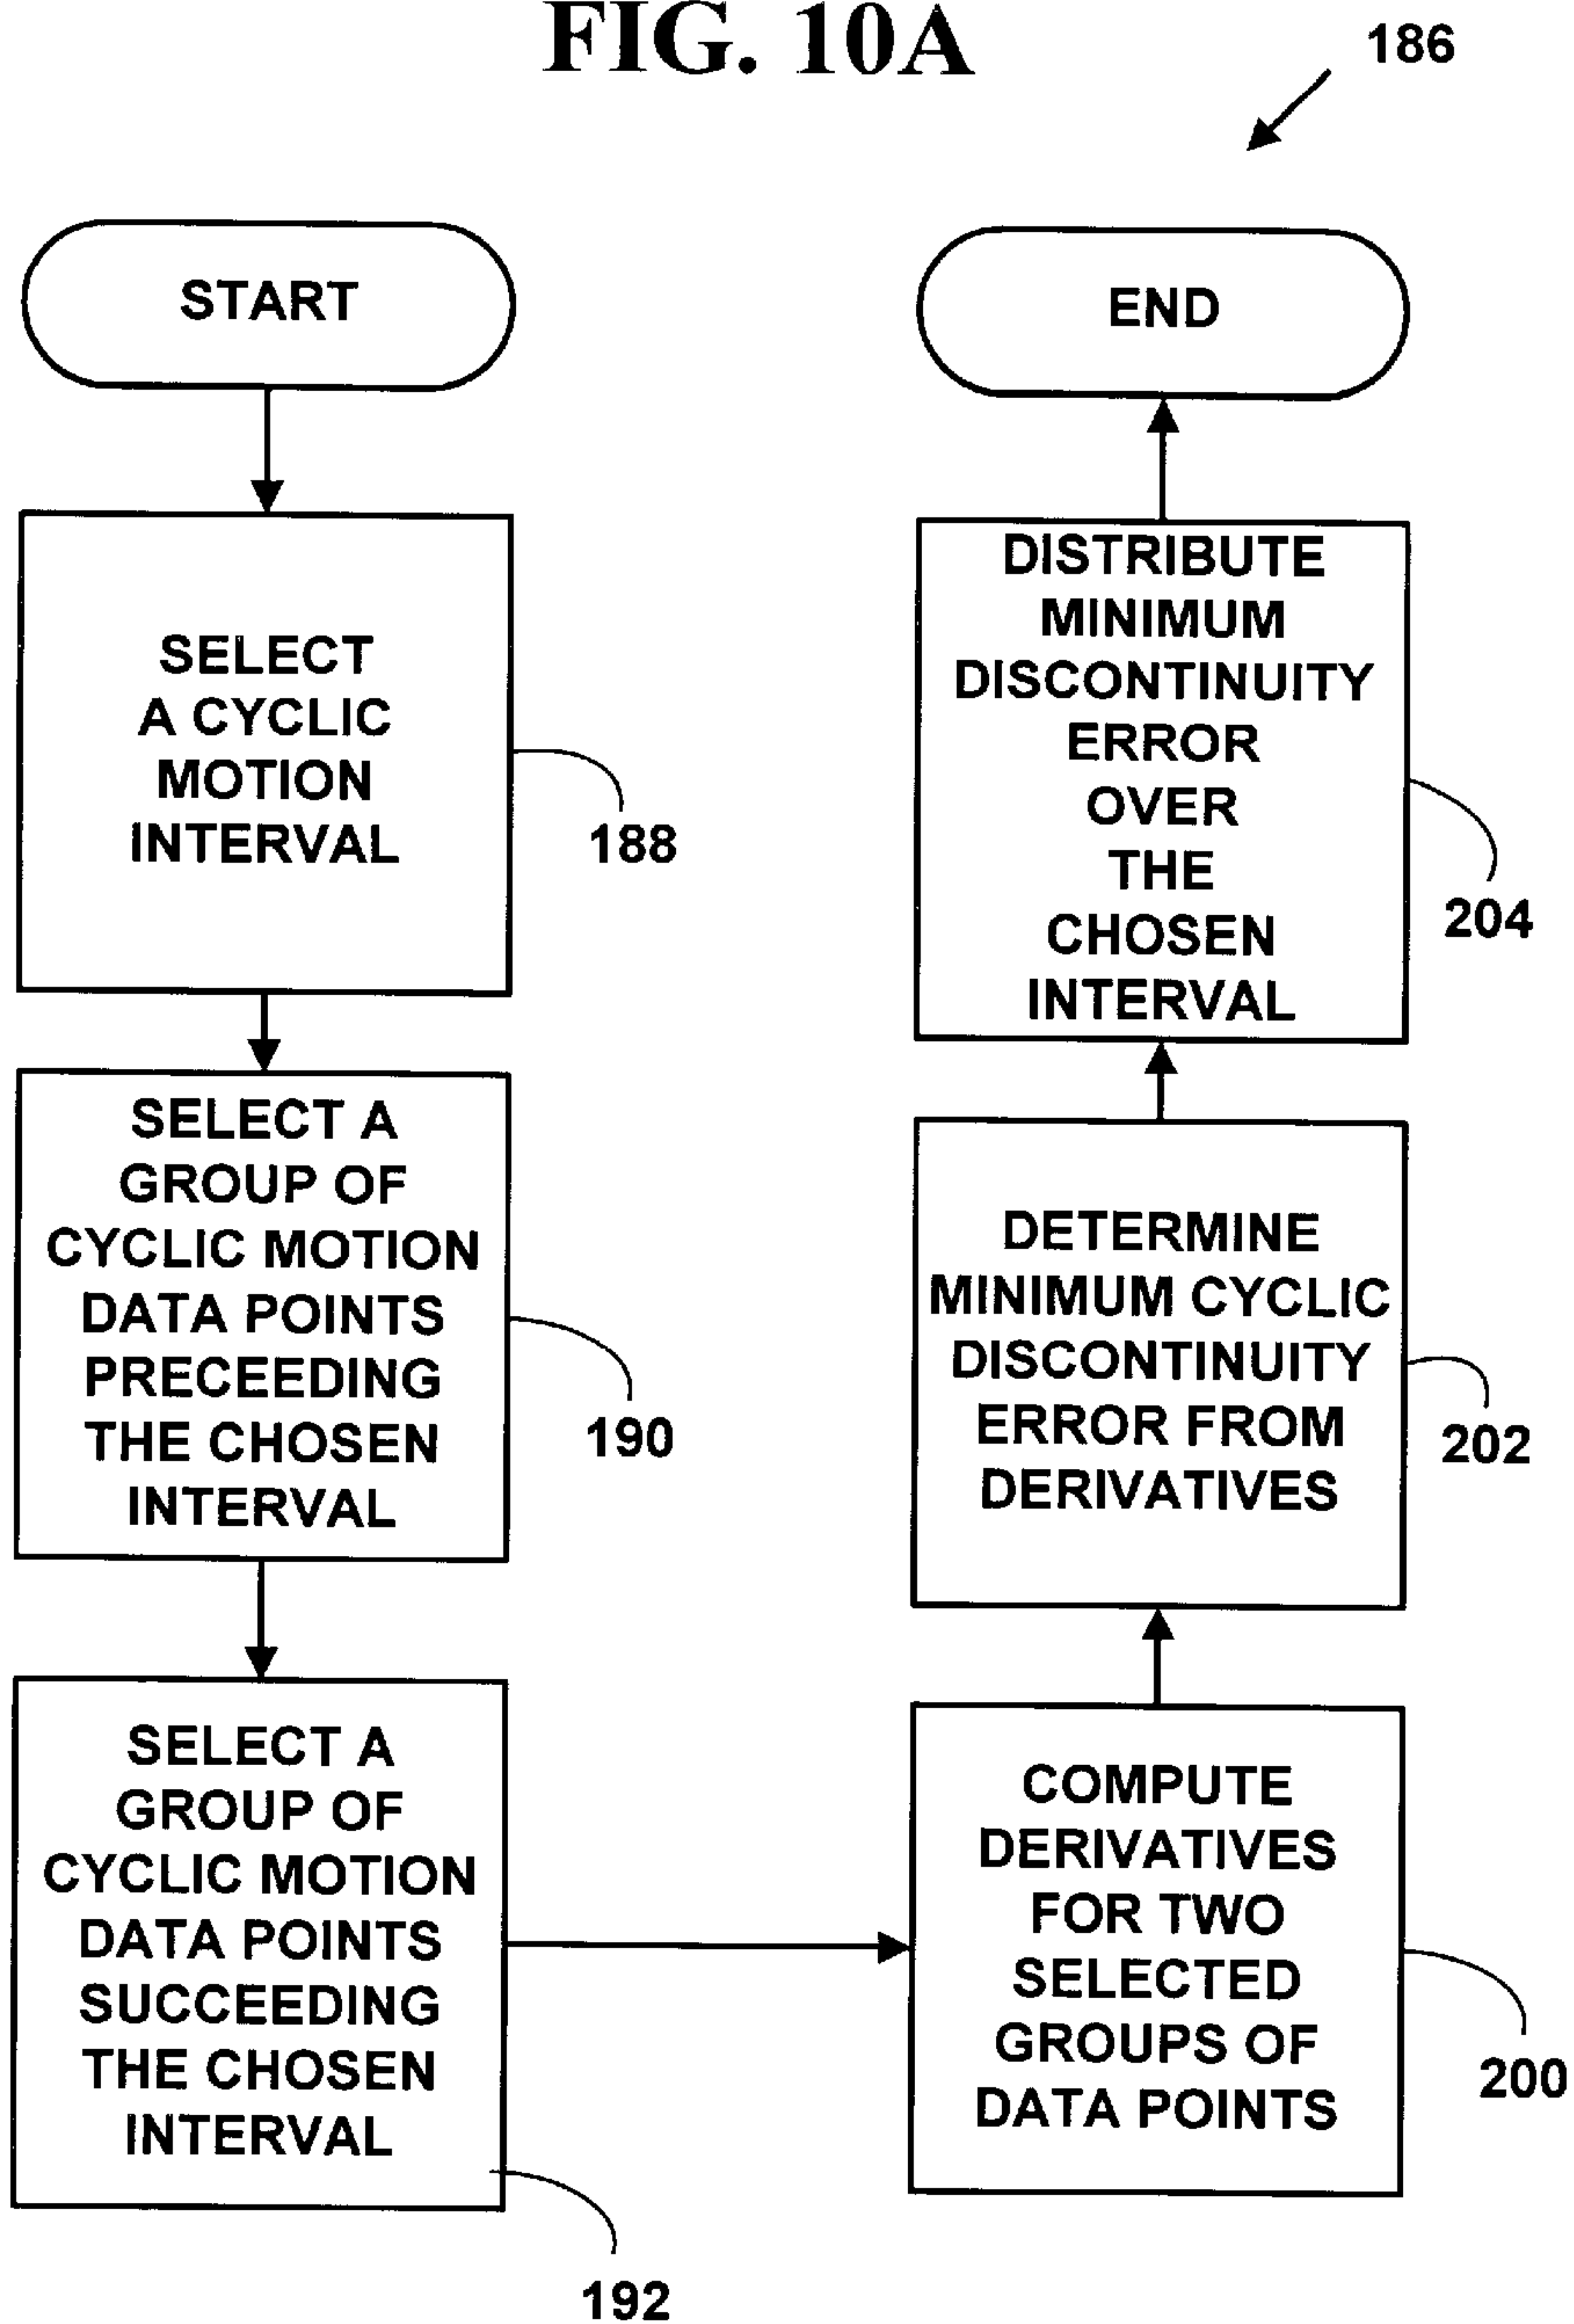 FIG. 10A
186
START
SELECT
A CYCLIC
MOTION
INTERVAL
188
SELECT A
GROUP OF
CYCLIC MOTION
DATA POINTS
PRECEEDING
THE CHOSEN
INTERVAL
190
SELECT A
GROUP OF
CYCLIC MOTION
DATA POINTS
SUCCEEDING
THE CHOSEN
INTERVAL
192
COMPUTE
DERIVATIVES
FOR TWO
SELECTED
GROUPS OF
DATA POINTS
200
DETERMINE
MINIMUM CYCLIC
DISCONTINUITY
ERROR FROM
DERIVATIVES
202
DISTRIBUTE
MINIMUM
DISCONTINUITY
ERROR
OVER
THE
CHOSEN
INTERVAL
204
END